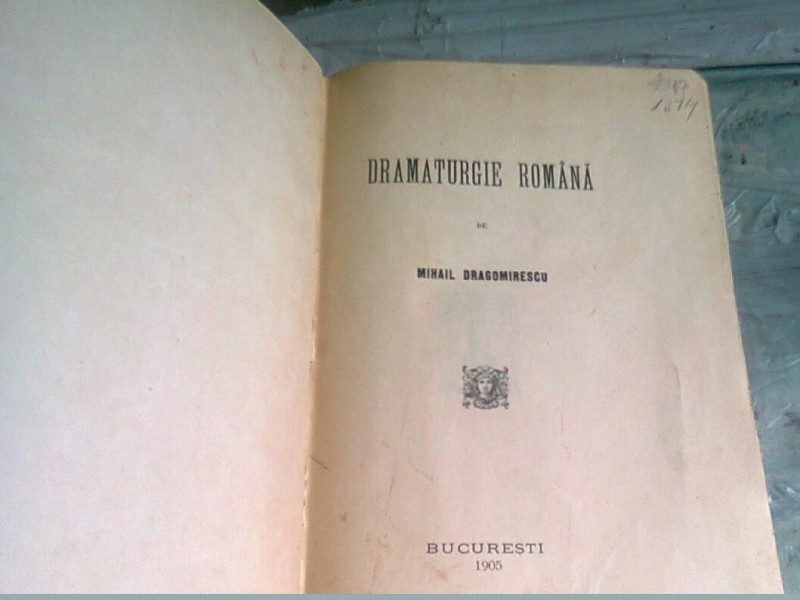 DRAMATURGIE ROMÂNĂ
DE
MIHAIL DRAGOMIRESCU
BUCUREȘTI
1905